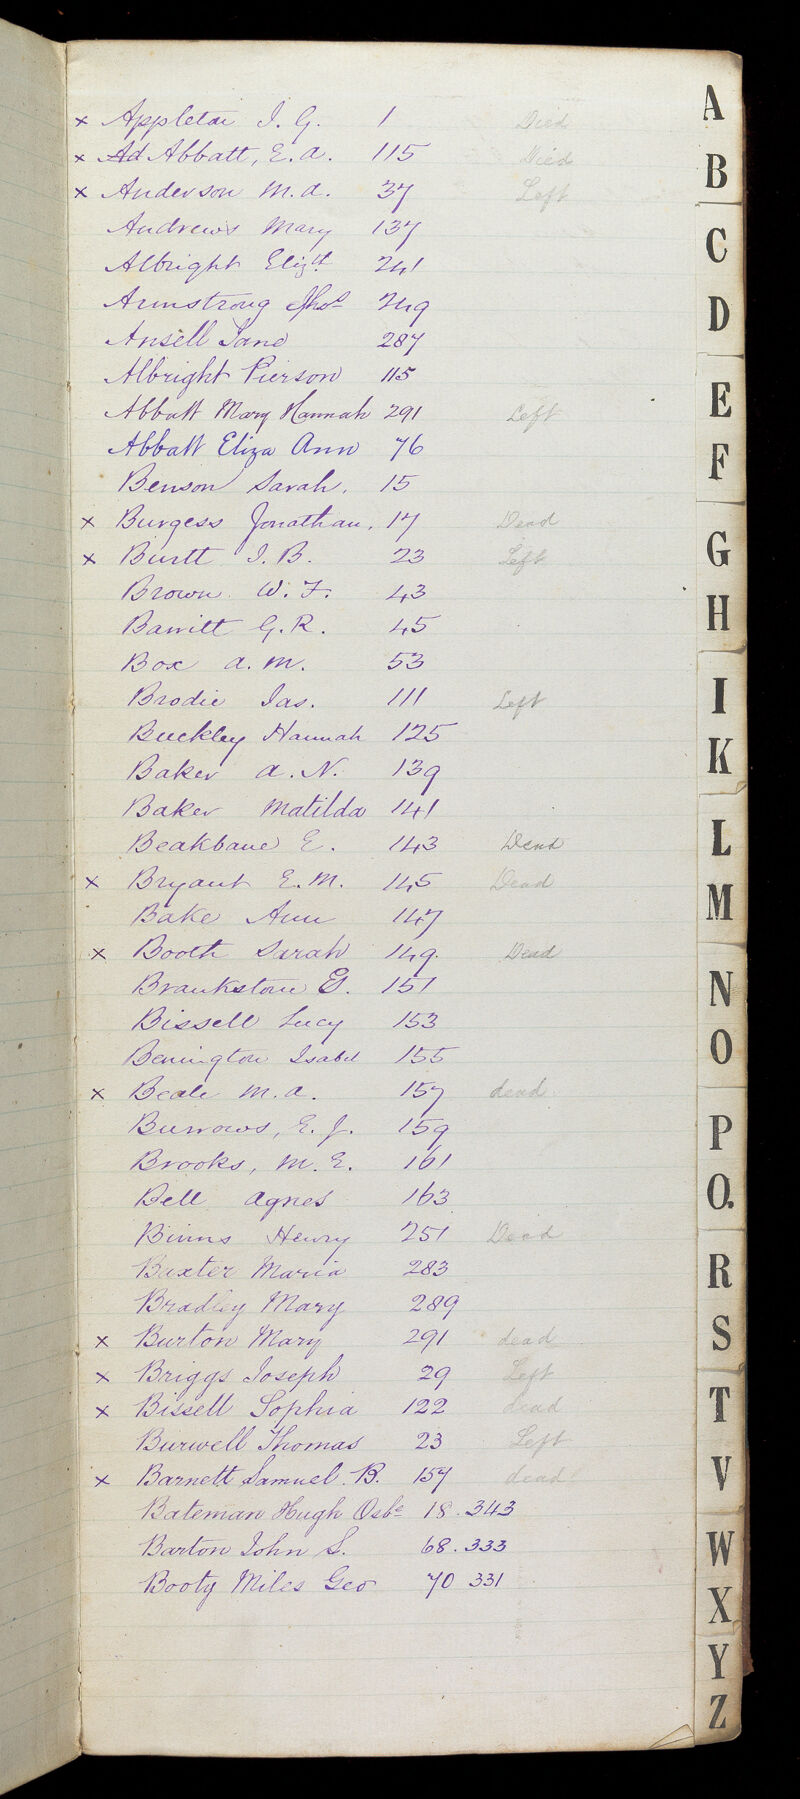 × Appleton J. G. 1 Died
× Ad Abbatt, E. A. 115 Died
× Anderson M. A. 37 Left
Andrews Mary 137
Albright Elizth 241
Armstrong Thos 249
Ansell Jane 287
Albright Pierson 115
Abbatt Mary Hannah 291 Left
Abbatt Eliza Ann 76
Benson Sarah. 15
× Burgess Jonathan. 17 Dead
× Burtt J. B. 23 Left
Brown W. F. 43
Barritt G. R. 45
Box A. M. 53
Brodie Jas. 111 Left
Buckley Hannah 125
Baker A. N. 139
Baker Matilda 141
Beakbane E. 143 Dead
× Bryant E. M. 145 Dead
Bake Ann 147
× Booth Sarah 149. Dead
Brankstone G. 151
Bissell Lucy 153
Benington Isabel 155
× Beale M. A. 157 dead
Burrows, E. J. 159
Brooks, M. E. 161
Bell Agnes 163
Binns Henry 251 Dead
Baxter Maria 283
Bradley Mary 289
× Burton Mary 291 dead
× Briggs Joseph 29 Left
× Bissell Sophia 122 dead
Burwell Thomas 23 Left
× Barnett Samuel. B. 157 dead
Bateman Hugh Osbe 18. 343
Barton John S. 68. 333
Booty Miles Geo 70 331
A
B
C
D
E
F
G
H
I
K
L
M
N
O
P
Q.
R
S
T
V
W
X
Y
Z